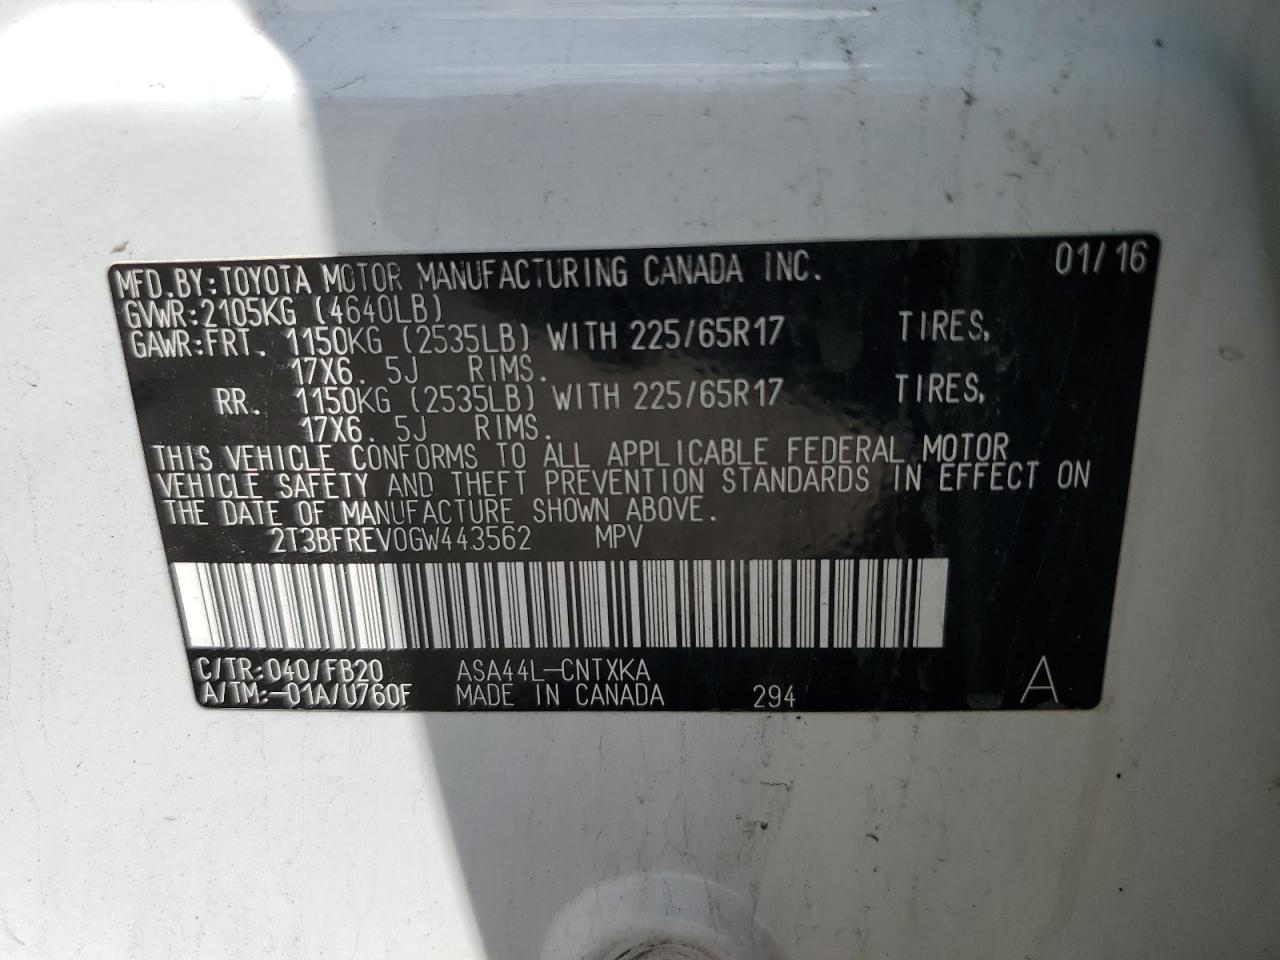 MFD.BY:TOYOTA MOTOR MANUFACTURING CANADA INC. 01/16
GVWR:2105KG (4640LB)
GAWR:FRT. 1150KG (2535LB) WITH 225/65R17 TIRES,
17X6. 5J RIMS.
RR. 1150KG (2535LB) WITH 225/65R17 TIRES,
17X6. 5J RIMS.
THIS VEHICLE CONFORMS TO ALL APPLICABLE FEDERAL MOTOR
VEHICLE SAFETY AND THEFT PREVENTION STANDARDS IN EFFECT ON
THE DATE OF MANUFACTURE SHOWN ABOVE.
2T3BFREV0GW443562 MPV
C/TR:040/FB20 ASA44L-CNTXKA
A/TM:-01A/U760F MADE IN CANADA 294 A